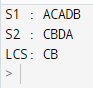 S1 : ACADB
S2 : CBDA
LCS: CB
>